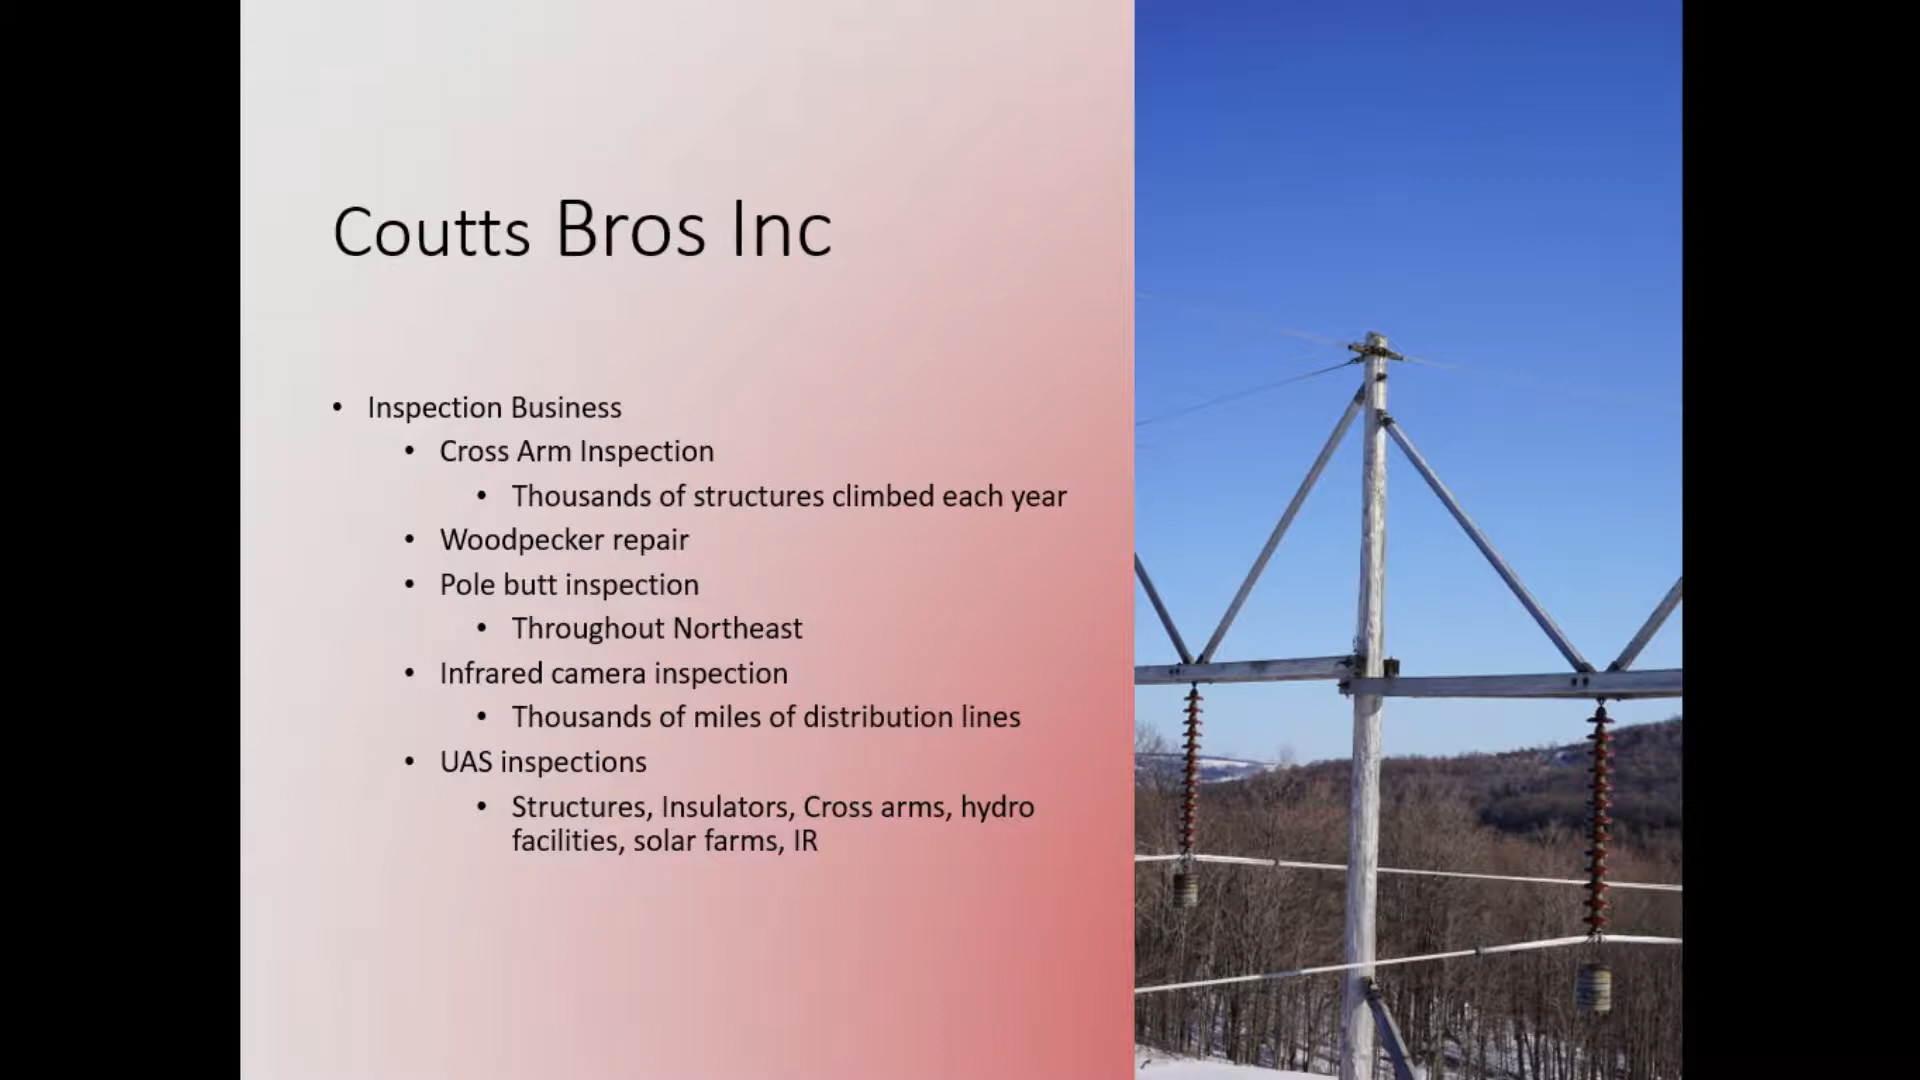 Coutts Bros Inc
• Inspection Business
• Cross Arm Inspection
• Thousands of structures climbed each year
• Woodpecker repair
• Pole butt inspection
• Throughout Northeast
• Infrared camera inspection
• Thousands of miles of distribution lines
• UAS inspections
• Structures, Insulators, Cross arms, hydro
facilities, solar farms, IR